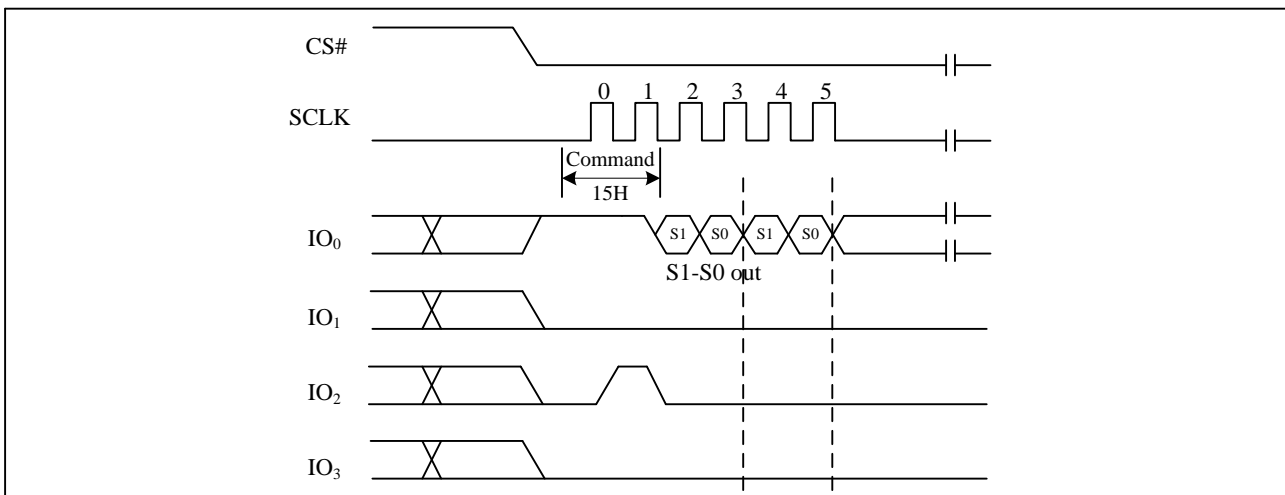 CS#
0 1 2 3 4 5
SCLK
Command
15H
IO0
S1 S0 S1 S0
S1-S0 out
IO1
IO2
IO3